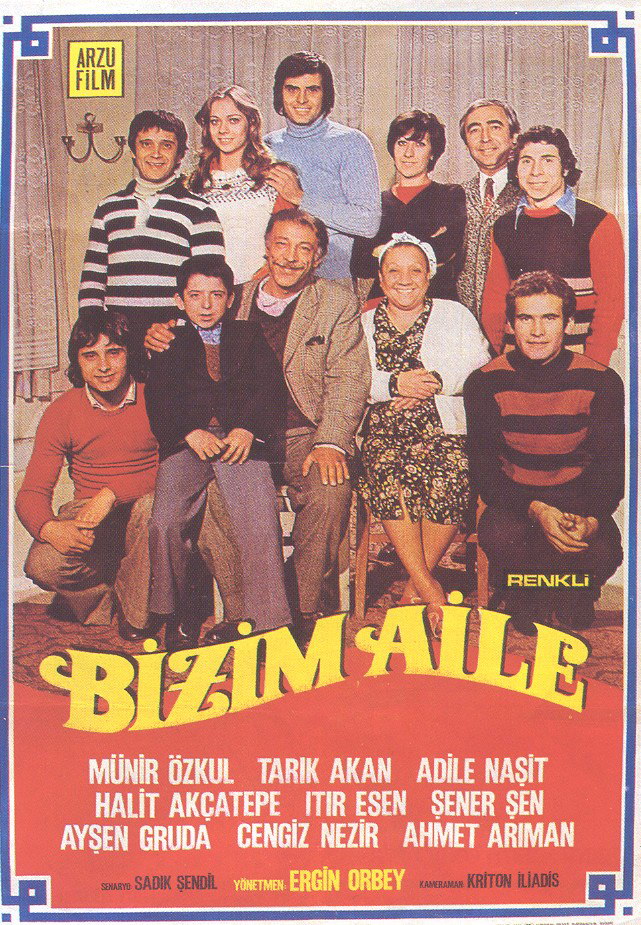 ARZU
FİLM
RENKLİ
BİZİM AİLE
MÜNİR ÖZKUL TARIK AKAN ADİLE NAŞİT
HALİT AKÇATEPE ITIR ESEN ŞENER ŞEN
AYŞEN GRUDA CENGİZ NEZİR AHMET ARIMAN
SENARYO SADIK ŞENDİL YÖNETMEN ERGİN ORBEY KAMERAMAN KRİTON İLİADİS